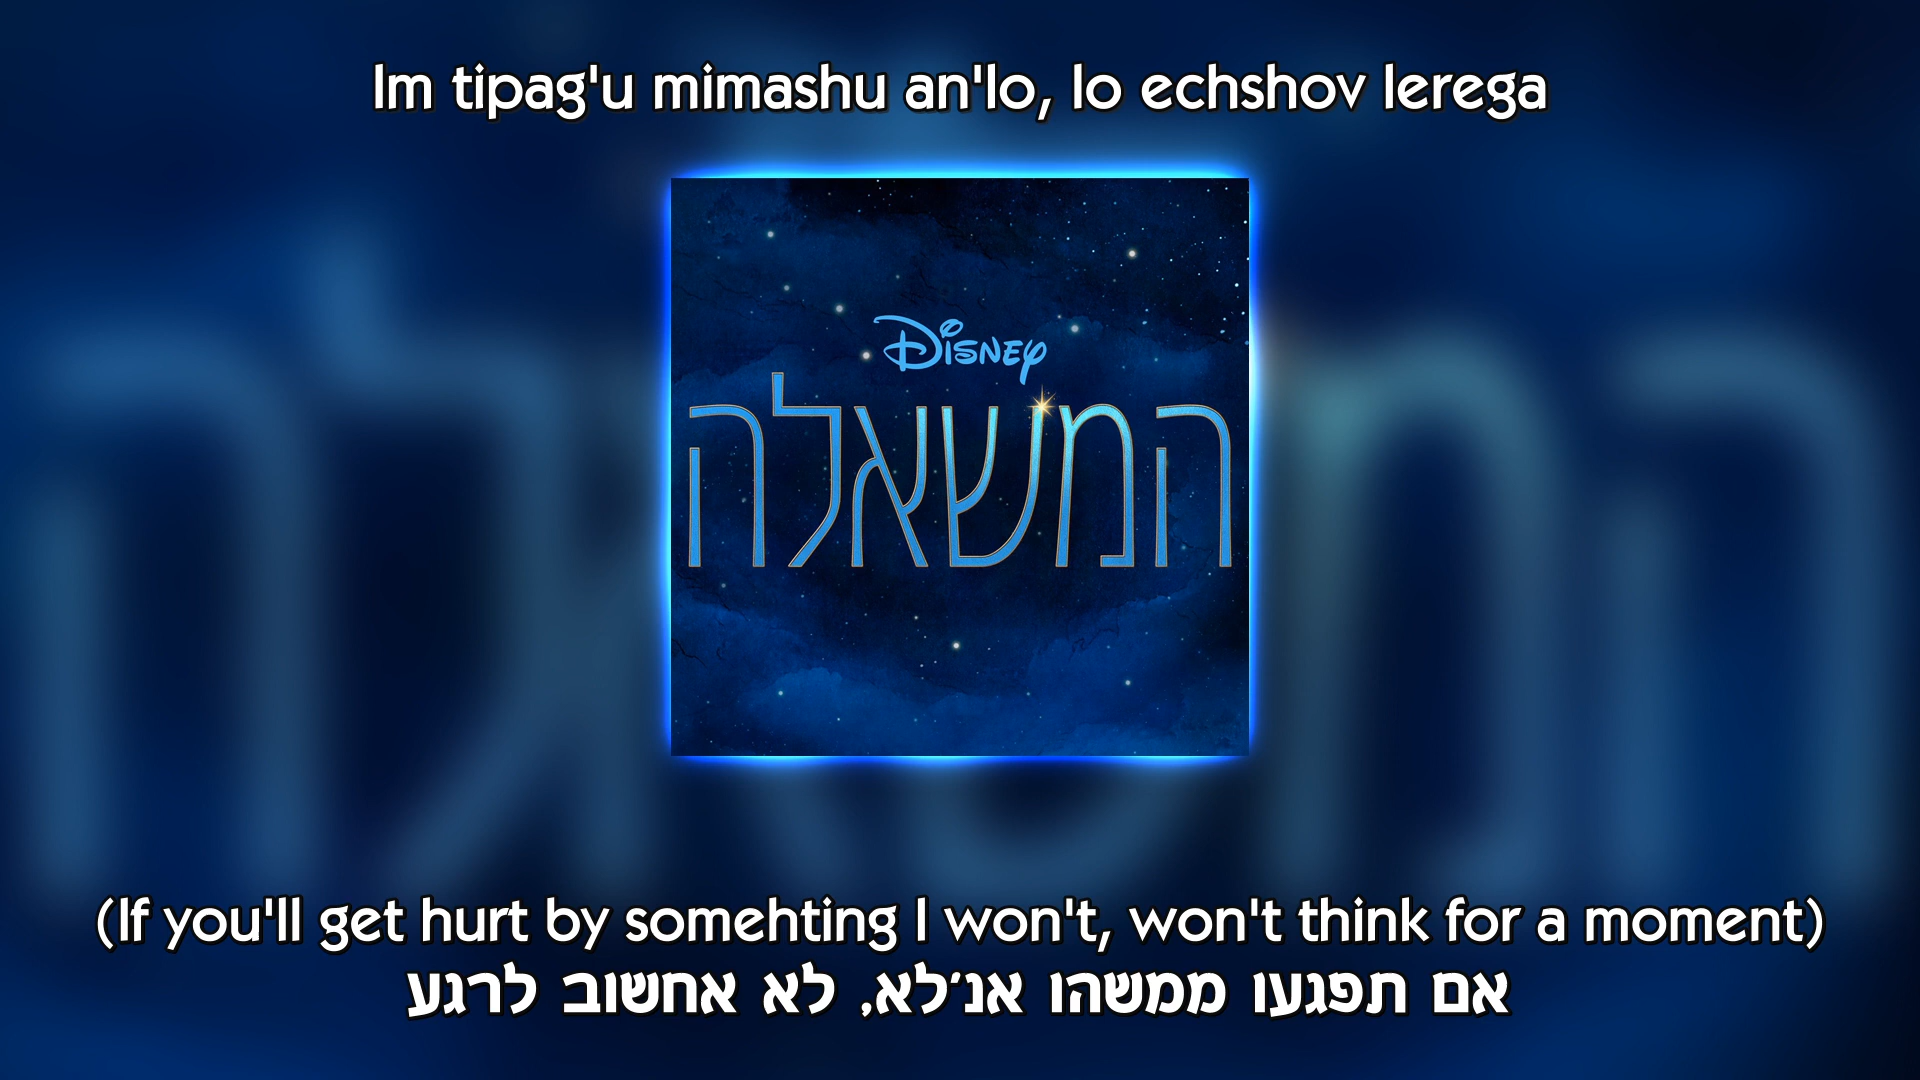 Im tipag'u mimashu an'lo, lo echshov lerega
Disney
המשאלה
(If you'll get hurt by somehting I won't, won't think for a moment)
אם תפגעו ממשהו אנ'לא, לא אחשוב לרגע